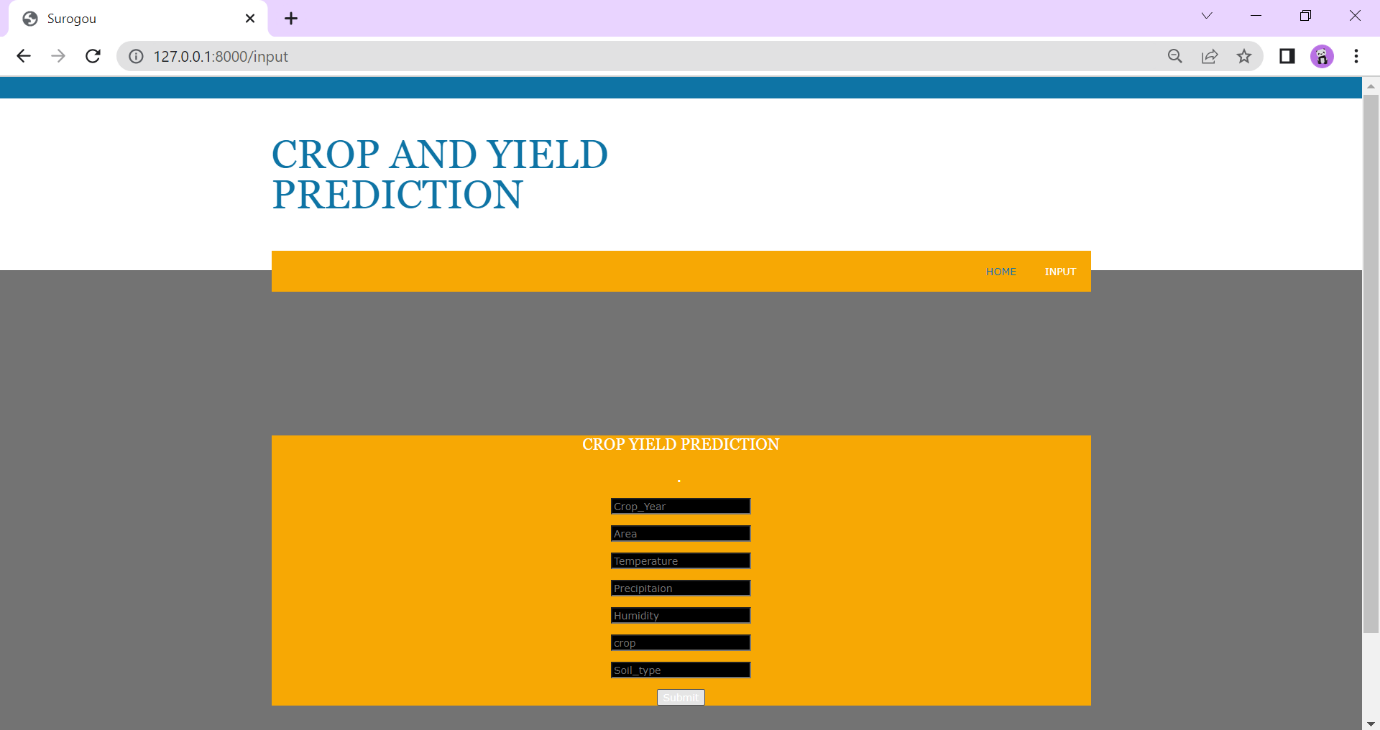 Surogou
127.0.0.1:8000/input
CROP AND YIELD
PREDICTION
HOME INPUT
CROP YIELD PREDICTION
.
Crop_Year
Area
Temperature
Precipitaion
Humidity
crop
Soil_type
Submit